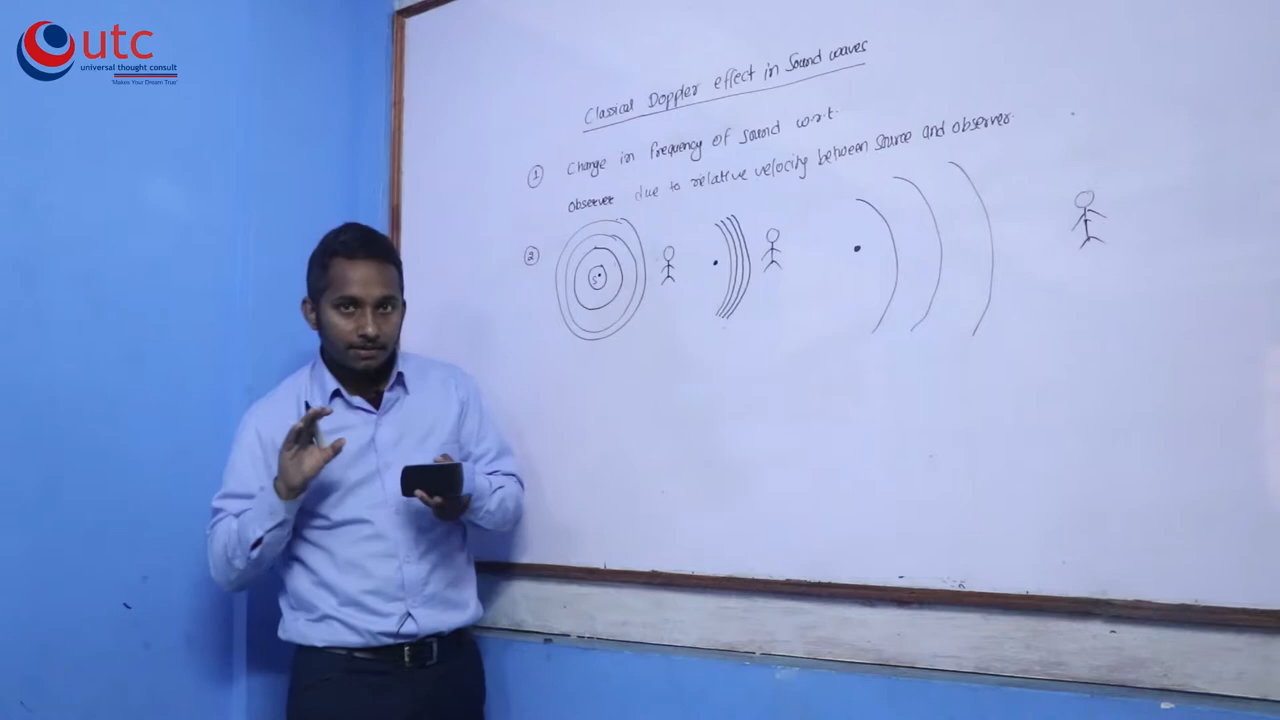 utc
universal thought consult
"Makes Your Dream True"
Classical Doppler effect in Sound waves
① Change in frequency of sound w.r.t.
observer due to relative velocity between source and observer.
②
S